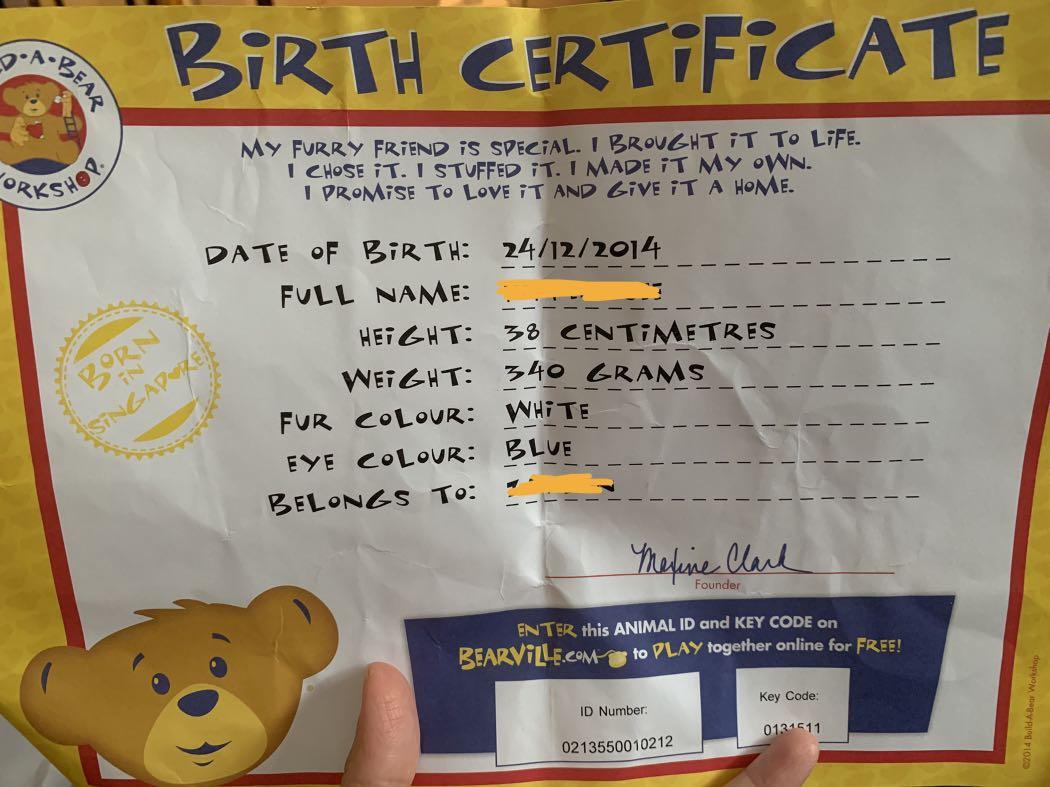 BIRTH CERTIFICATE
D-A-BEAR
WORKSHOP®
MY FURRY FRIEND IS SPECIAL. I BROUGHT IT TO LIFE.
I CHOSE IT. I STUFFED IT. I MADE IT MY OWN.
I PROMISE TO LOVE IT AND GIVE IT A HOME.
DATE OF BIRTH: 24/12/2014
FULL NAME:
HEIGHT: 38 CENTIMETRES
WEIGHT: 340 GRAMS
FUR COLOUR: WHITE
EYE COLOUR: BLUE
BELONGS TO:
BORN
IN
SINGAPORE
Maxine Clark
Founder
ENTER this ANIMAL ID and KEY CODE on
BEARVILLE.COM to PLAY together online for FREE!
ID Number:
0213550010212
Key Code:
0131511
©2014 Build-A-Bear Workshop